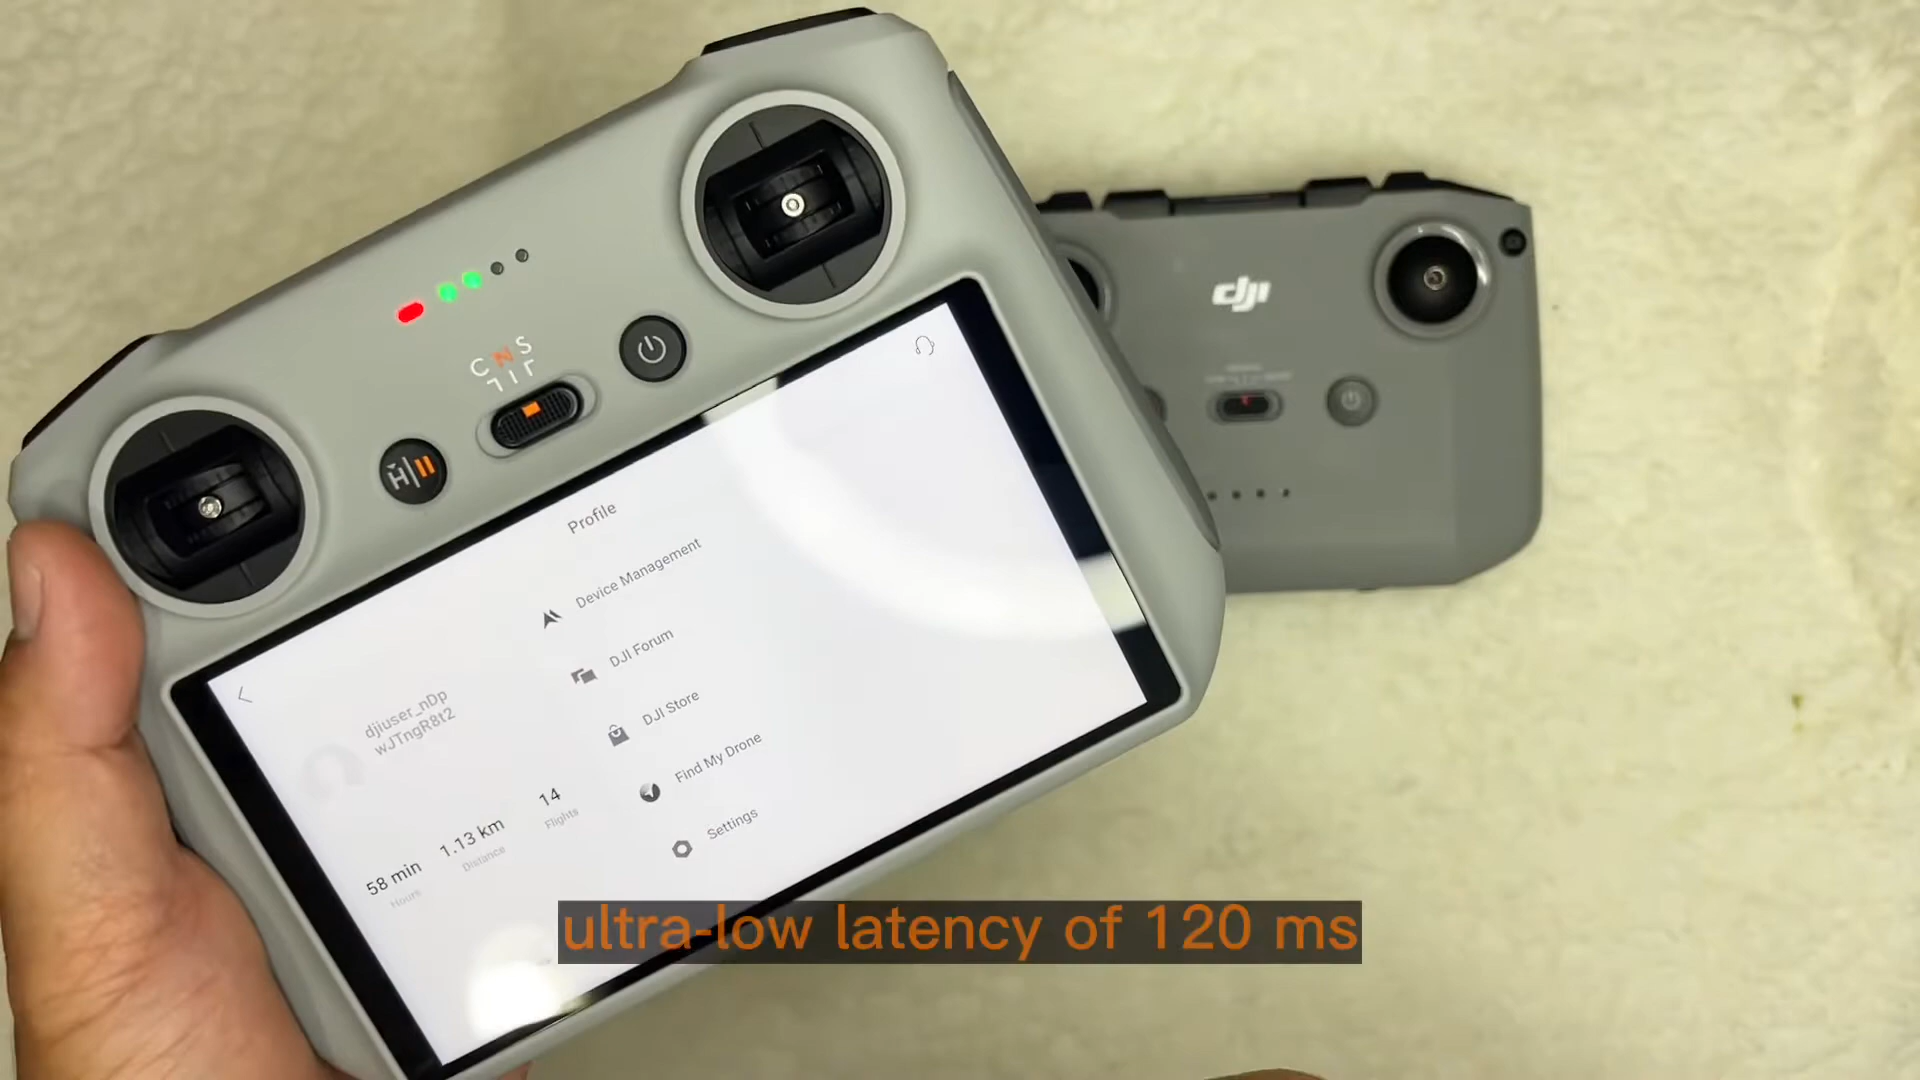 dji
C N S
H
Profile
Device Management
DJI Forum
DJI Store
Find My Drone
Settings
djiuser_nDp
wJTngR8t2
58 min
Hours
1.13 km
Distance
14
Flights
ultra-low latency of 120 ms